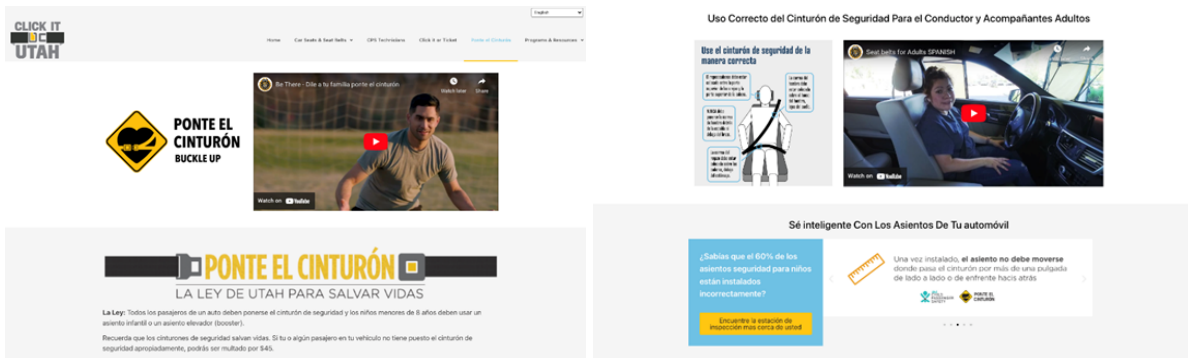 CLICK IT
UTAH
English
Home
Car Seats & Seat Belts
CPS Technicians
Click It or Ticket
Ponte el Cinturón
Programs & Resources
Be There - Dile a tu familia ponte el cinturón
Watch later
Share
PONTE EL
CINTURÓN
BUCKLE UP
Watch on YouTube
PONTE EL CINTURÓN
LA LEY DE UTAH PARA SALVAR VIDAS
La Ley: Todos los pasajeros de un auto deben ponerse el cinturón de seguridad y los niños menores de 8 años deben usar un
asiento infantil o un asiento elevador (booster).
Recuerda que los cinturones de seguridad salvan vidas. Si tu o algún pasajero en tu vehículo no tiene puesto el cinturón de
seguridad apropiadamente, podrás ser multado por $45.
Uso Correcto del Cinturón de Seguridad Para el Conductor y Acompañantes Adultos
Use el cinturón de seguridad de la
manera correcta
Seat belts for Adults SPANISH
Watch on YouTube
Sé inteligente Con Los Asientos De Tu automóvil
¿Sabías que el 60% de los
asientos seguridad para niños
están instalados
incorrectamente?
Encuentre la estación de
inspección mas cerca de usted
Una vez instalado, el asiento no debe moverse
donde pasa el cinturón por más de una pulgada
de lado a lado o de enfrente hacia atrás
PONTE EL
CINTURÓN